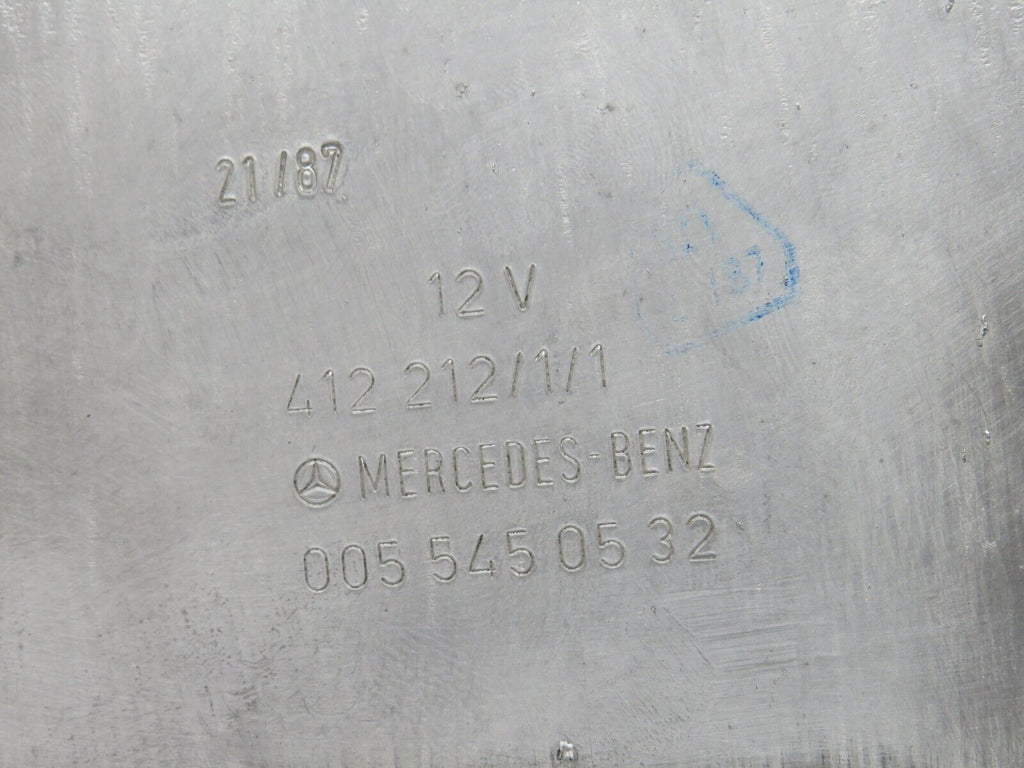 21/87
12 V
412 212/1/1
MERCEDES-BENZ
005 545 05 32